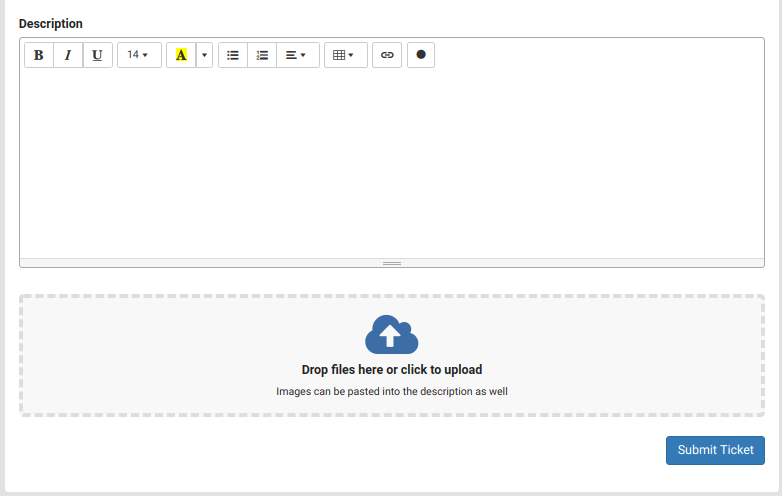 Description
B I U 14 A
Drop files here or click to upload
Images can be pasted into the description as well
Submit Ticket